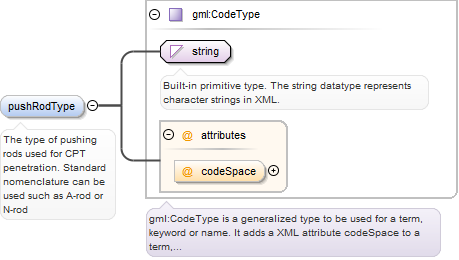 gml:CodeType
string
Built-in primitive type. The string datatype represents
character strings in XML.
pushRodType
The type of pushing
rods used for CPT
penetration. Standard
nomenclature can be
used such as A-rod or
N-rod
@ attributes
@ codeSpace
gml:CodeType is a generalized type to be used for a term,
keyword or name. It adds a XML attribute codeSpace to a
term,...